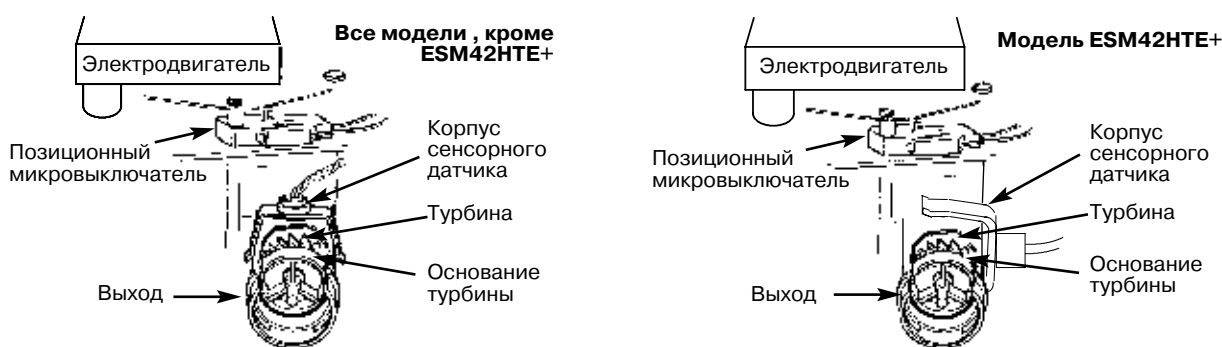 Все модели , кроме
ESM42HTE+
Электродвигатель
Позиционный
микровыключатель
Корпус
сенсорного
датчика
Турбина
Основание
турбины
Выход
Модель ESM42HTE+
Электродвигатель
Позиционный
микровыключатель
Корпус
сенсорного
датчика
Турбина
Основание
турбины
Выход